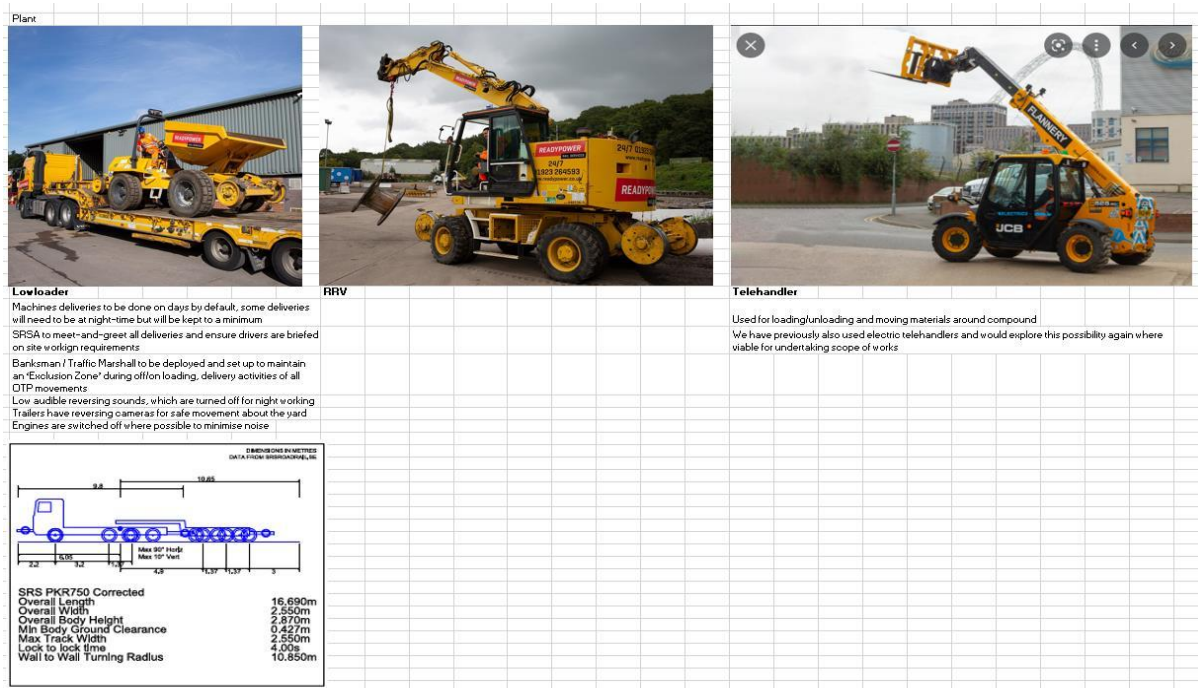 Plant
READYPOWER
READYPOWER
24/7
01923 264593
24/7 01923
READYPOWER
FLANNERY
JCB
Lowloader
RRV
Telehandler
Machines deliveries to be done on days by default, some deliveries
will need to be at night-time but will be kept to a minimum
SRSA to meet-and-greet all deliveries and ensure drivers are briefed
on site workign requirements
Banksman / Traffic Marshall to be deployed and set up to maintain
an 'Exclusion Zone' during off/on loading, delivery activities of all
OTP movements
Low audible reversing sounds, which are turned off for night working
Trailers have reversing cameras for safe movement about the yard
Engines are switched off where possible to minimise noise
Used for loading/unloading and moving materials around compound
We have previously also used electric telehandlers and would explore this possibility again where
viable for undertaking scope of works
DIMENSIONS IN METRES
10.85
9.8
Max 90° Horiz
Max 10° Vert
6.05
2.2 3.2
4.9 1.37 1.37 3
SRS PKR750 Corrected
Overall Length 16.690m
Overall Width 2.550m
Overall Body Height 2.870m
Min Body Ground Clearance 0.427m
Max Track Width 2.550m
Lock to lock time 4.00s
Wall to Wall Turning Radius 10.850m